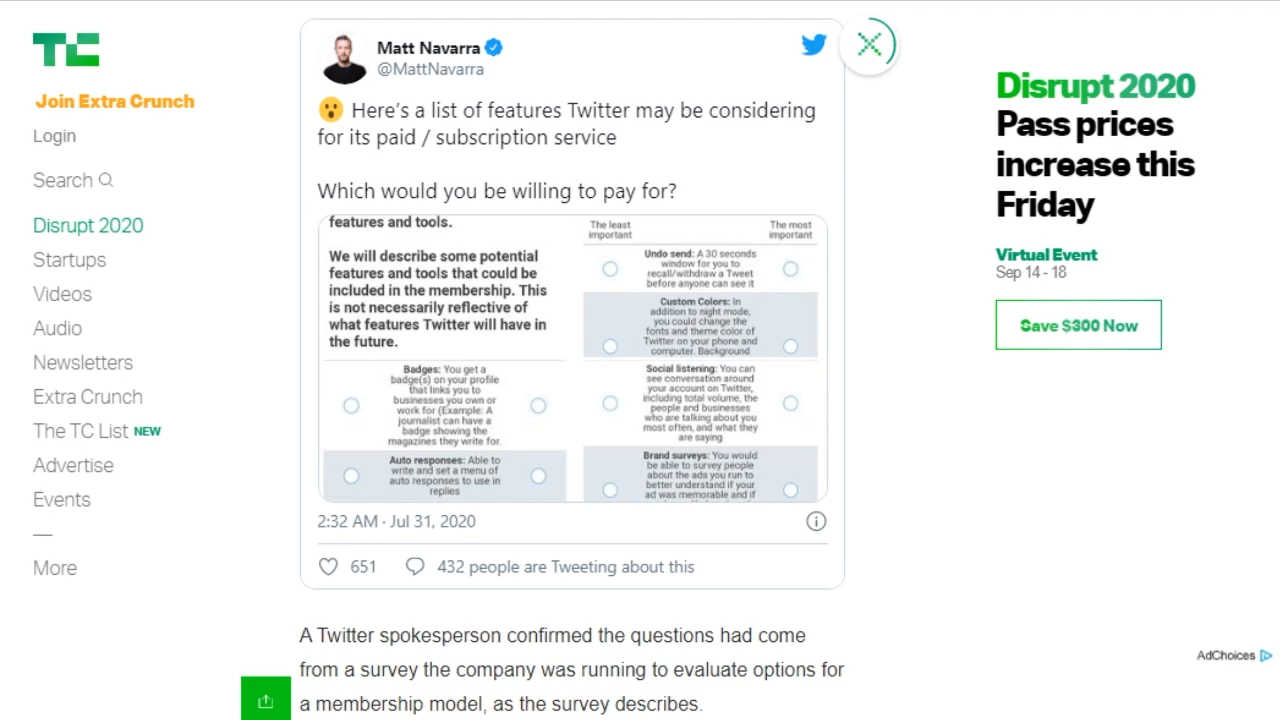 TC
Join Extra Crunch
Login
Search
Disrupt 2020
Startups
Videos
Audio
Newsletters
Extra Crunch
The TC List NEW
Advertise
Events
—
More
Matt Navarra
@MattNavarra
Here's a list of features Twitter may be considering
for its paid / subscription service
Which would you be willing to pay for?
features and tools.
We will describe some potential
features and tools that could be
included in the membership. This
is not necessarily reflective of
what features Twitter will have in
the future.
Badges: You get a
badge(s) on your profile
that links you to
businesses you own or
work for (Example: A
journalist can have a
badge showing the
magazines they write for.
Auto responses: Able to
write and set a menu of
auto responses to use in
replies
The least
important
The most
important
Undo send: A 30 seconds
window for you to
recall/withdraw a Tweet
before anyone can see it
Custom Colors: In
addition to night mode,
you could change the
fonts and theme color of
Twitter on your phone and
computer. Background
Social listening: You can
see conversation around
your account on Twitter,
including total volume, the
people and businesses
who are talking about you
most often, and what they
are saying
Brand surveys: You would
be able to survey people
about the ads you run to
better understand if your
ad was memorable and if
2:32 AM · Jul 31, 2020
651
432 people are Tweeting about this
A Twitter spokesperson confirmed the questions had come
from a survey the company was running to evaluate options for
a membership model, as the survey describes.
Disrupt 2020
Pass prices
increase this
Friday
Virtual Event
Sep 14 - 18
Save $300 Now
AdChoices